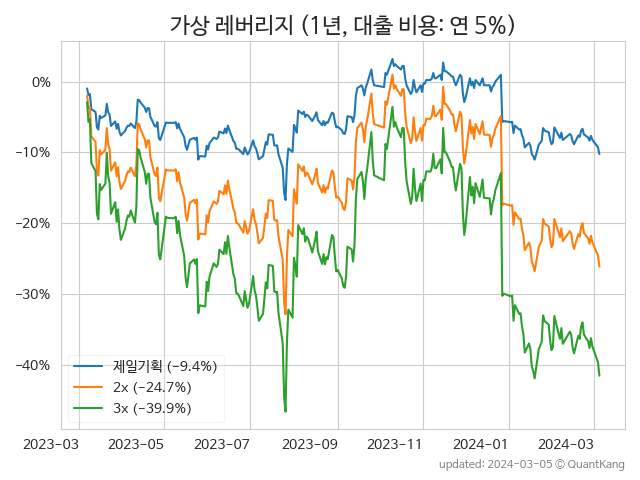 가상 레버리지 (1년, 대출 비용: 연 5%)
0%
−10%
−20%
−30%
−40%
제일기획 (−9.4%)
2x (−24.7%)
3x (−39.9%)
2023−03 2023−05 2023−07 2023−09 2023−11 2024−01 2024−03
updated: 2024−03−05 ⓒ QuantKang